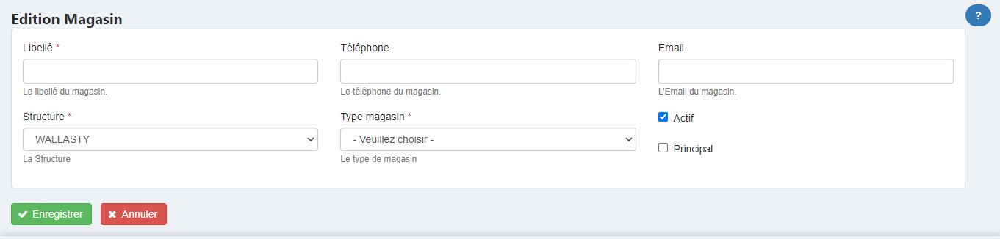 Edition Magasin
?
Libellé * Téléphone Email
Le libellé du magasin. Le téléphone du magasin. L'Email du magasin.
Structure * Type magasin * Actif
WALLASTY - Veuillez choisir -
Principal
La Structure Le type de magasin
Enregistrer Annuler